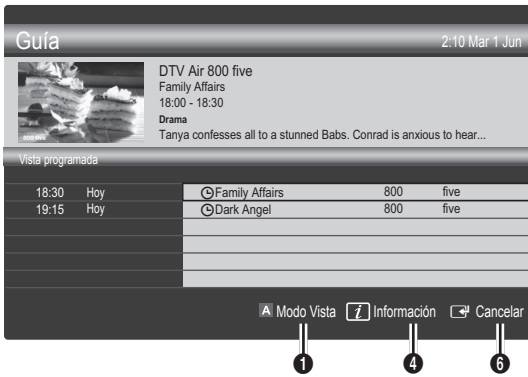 Guía 2:10 Mar 1 Jun
DTV Air 800 five
Family Affairs
18:00 - 18:30
Drama
Tanya confesses all to a stunned Babs. Conrad is anxious to hear...
Vista programada
18:30 Hoy Family Affairs 800 five
19:15 Hoy Dark Angel 800 five
A Modo Vista i Información Cancelar
1 4 6